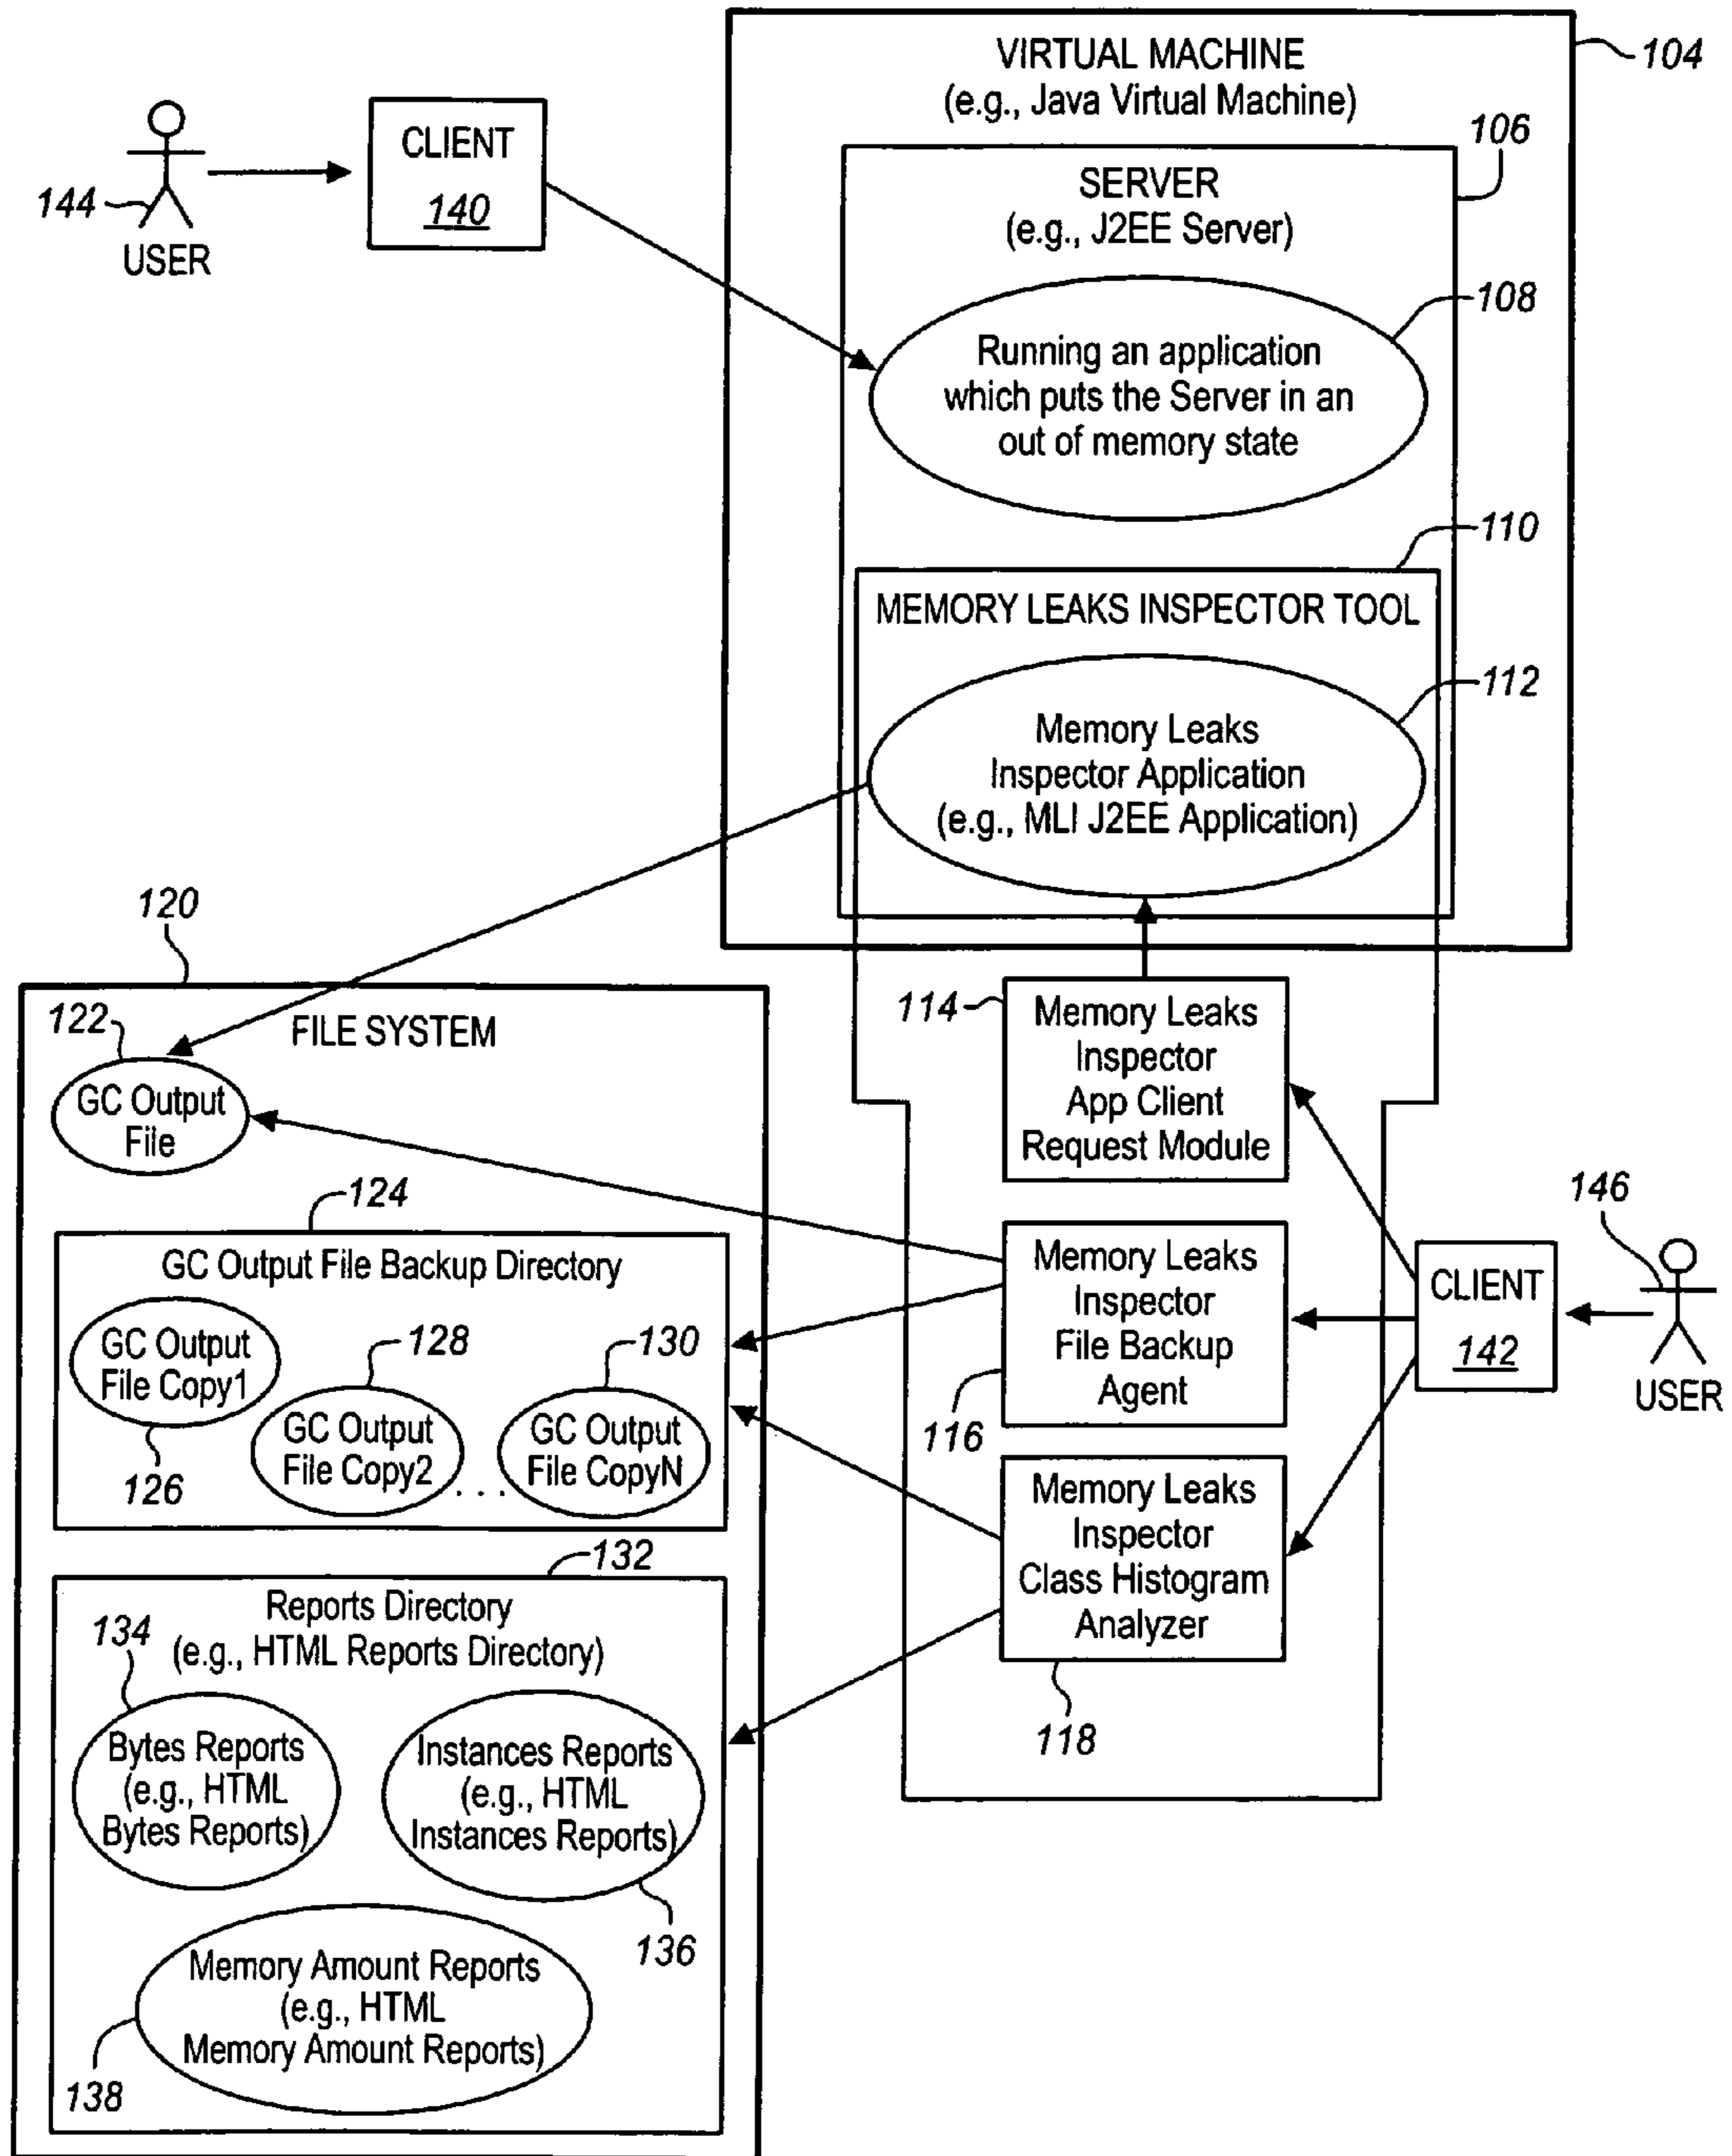 VIRTUAL MACHINE
(e.g., Java Virtual Machine)
104
CLIENT
140
144
USER
106
SERVER
(e.g., J2EE Server)
108
Running an application
which puts the Server in an
out of memory state
110
MEMORY LEAKS INSPECTOR TOOL
112
Memory Leaks
Inspector Application
(e.g., MLI J2EE Application)
120
FILE SYSTEM
122
GC Output
File
114
Memory Leaks
Inspector
App Client
Request Module
124
GC Output File Backup Directory
GC Output
File Copy1
126
128
GC Output
File Copy2
. . .
130
GC Output
File CopyN
Memory Leaks
Inspector
File Backup
Agent
116
CLIENT
142
146
USER
Memory Leaks
Inspector
Class Histogram
Analyzer
118
132
Reports Directory
(e.g., HTML Reports Directory)
134
Bytes Reports
(e.g., HTML
Bytes Reports)
Instances Reports
(e.g., HTML
Instances Reports)
136
Memory Amount Reports
(e.g., HTML
Memory Amount Reports)
138